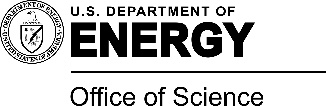 U.S. DEPARTMENT OF
ENERGY
Office of Science